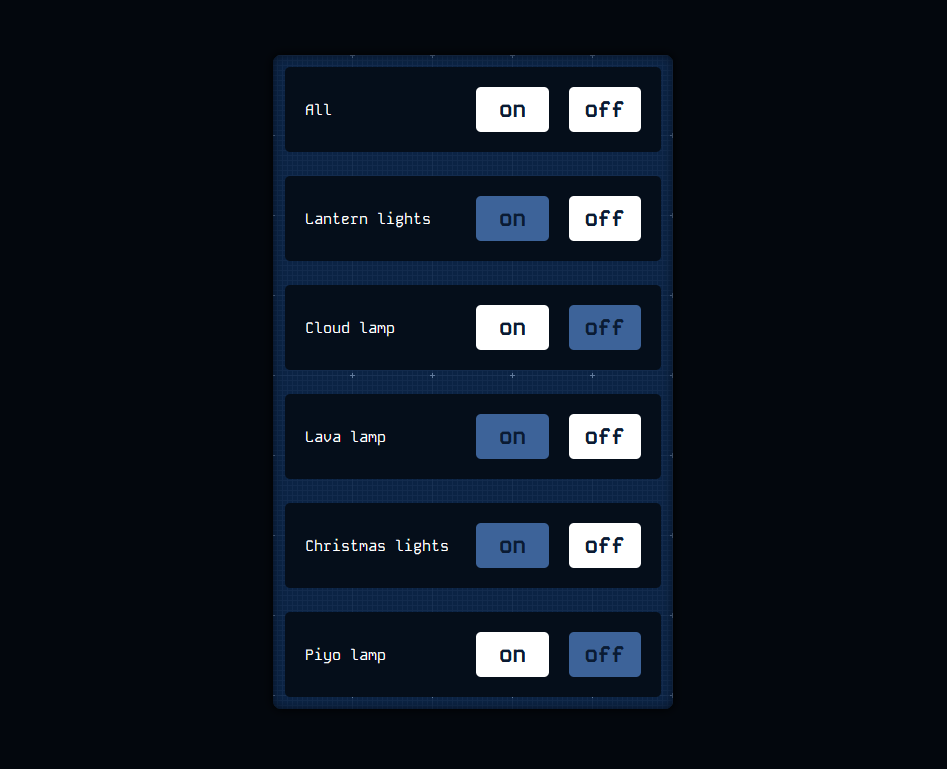 All on off
Lantern lights on off
Cloud lamp on off
Lava lamp on off
Christmas lights on off
Piyo lamp on off